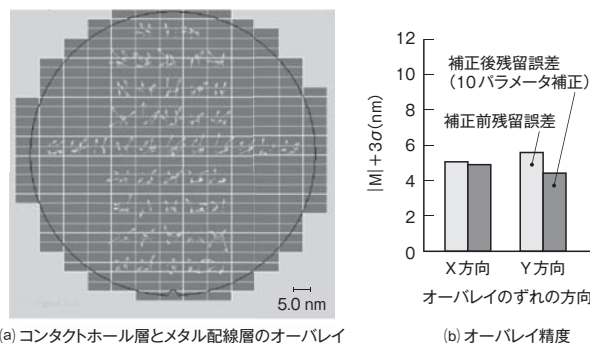 5.0 nm
(a) コンタクトホール層とメタル配線層のオーバレイ
12
10
8
6
4
2
0
|M|+3σ(nm)
補正後残留誤差
(10パラメータ補正)
補正前残留誤差
X方向
Y方向
オーバレイのずれの方向
(b) オーバレイ精度